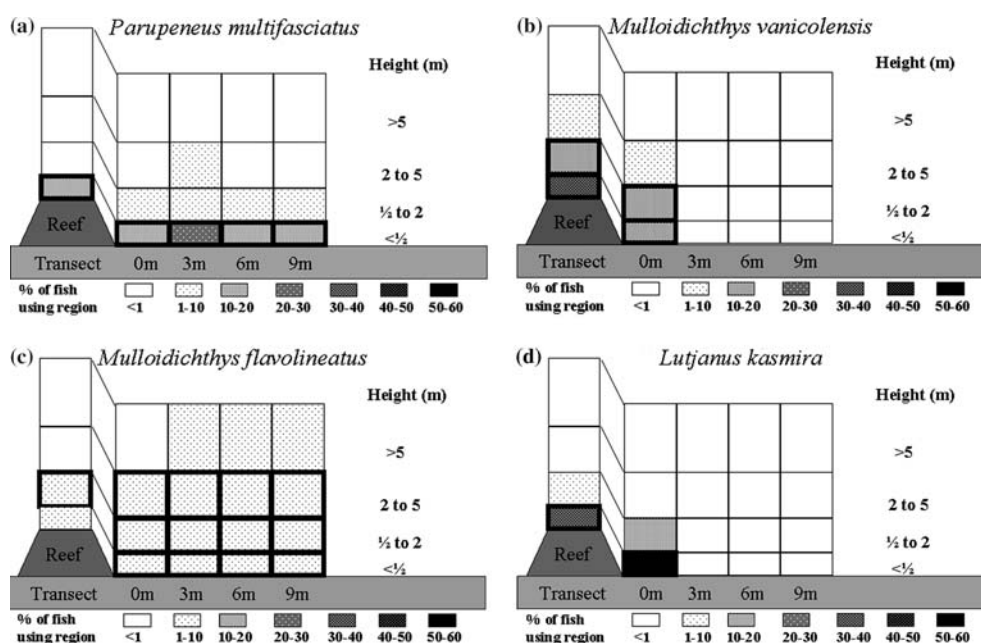 (a) Parupeneus multifasciatus
Height (m)
>5
2 to 5
½ to 2
<½
Reef
Transect 0m 3m 6m 9m
% of fish
using region <1 1-10 10-20 20-30 30-40 40-50 50-60
(b) Mulloidichthys vanicolensis
Height (m)
>5
2 to 5
½ to 2
<½
Reef
Transect 0m 3m 6m 9m
% of fish
using region <1 1-10 10-20 20-30 30-40 40-50 50-60
(c) Mulloidichthys flavolineatus
Height (m)
>5
2 to 5
½ to 2
<½
Reef
Transect 0m 3m 6m 9m
% of fish
using region <1 1-10 10-20 20-30 30-40 40-50 50-60
(d) Lutjanus kasmira
Height (m)
>5
2 to 5
½ to 2
<½
Reef
Transect 0m 3m 6m 9m
% of fish
using region <1 1-10 10-20 20-30 30-40 40-50 50-60